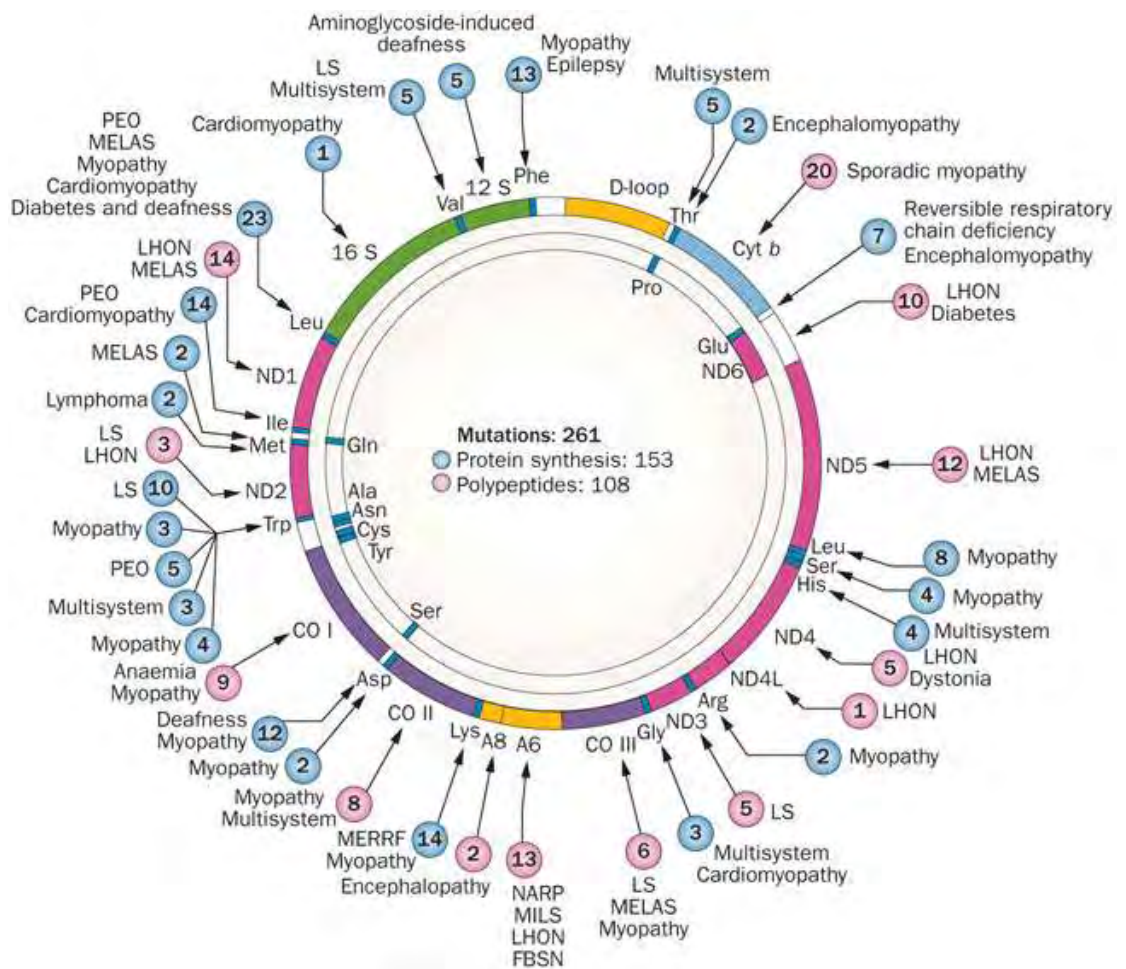 Aminoglycoside-induced
deafness
5
Myopathy
Epilepsy
13
LS
Multisystem
5
Multisystem
5
2
Encephalomyopathy
Cardiomyopathy
1
PEO
MELAS
Myopathy
Cardiomyopathy
Diabetes and deafness
23
20
Sporadic myopathy
Reversible respiratory
chain deficiency
Encephalomyopathy
7
LHON
MELAS
14
10
LHON
Diabetes
PEO
Cardiomyopathy
14
MELAS
2
Lymphoma
2
LS
LHON
3
LS
10
Myopathy
3
PEO
5
Multisystem
3
Myopathy
4
Anaemia
Myopathy
9
Deafness
Myopathy
12
Myopathy
2
Myopathy
Multisystem
8
MERRF
Myopathy
14
Encephalopathy
2
13
NARP
MILS
LHON
FBSN
6
LS
MELAS
Myopathy
3
Multisystem
Cardiomyopathy
5
LS
2
Myopathy
1
LHON
5
LHON
Dystonia
4
Multisystem
4
Myopathy
8
Myopathy
12
LHON
MELAS
Phe
12 S
Val
16 S
Leu
ND1
Ile
Met
ND2
Trp
CO I
Asp
CO II
Lys
A8
A6
CO III
Gly
ND3
Arg
ND4L
ND4
His
Ser
Leu
ND5
Cyt b
Thr
D-loop
Pro
Glu
ND6
Gln
Ala
Asn
Cys
Tyr
Ser
Mutations: 261
Protein synthesis: 153
Polypeptides: 108